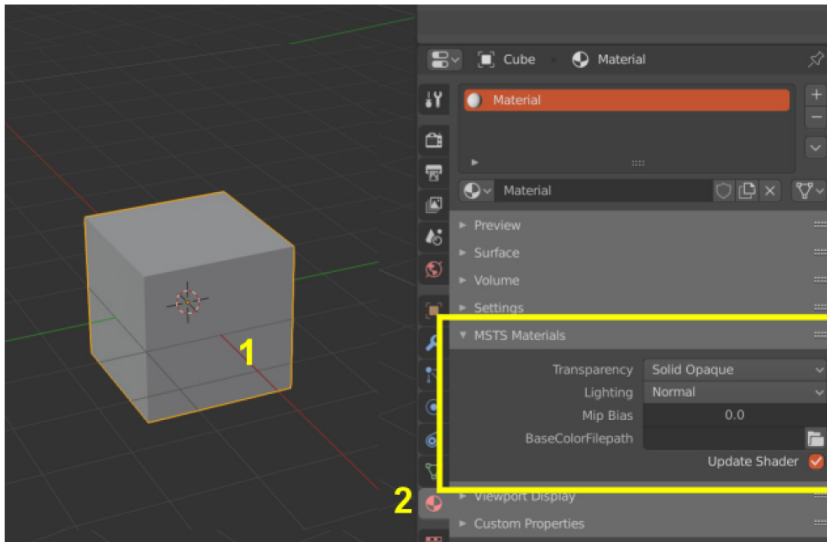 Cube Material
Material
Material
Preview
Surface
Volume
Settings
MSTS Materials
Transparency Solid Opaque
Lighting Normal
Mip Bias 0.0
BaseColorFilepath
Update Shader
Viewport Display
Custom Properties
1
2